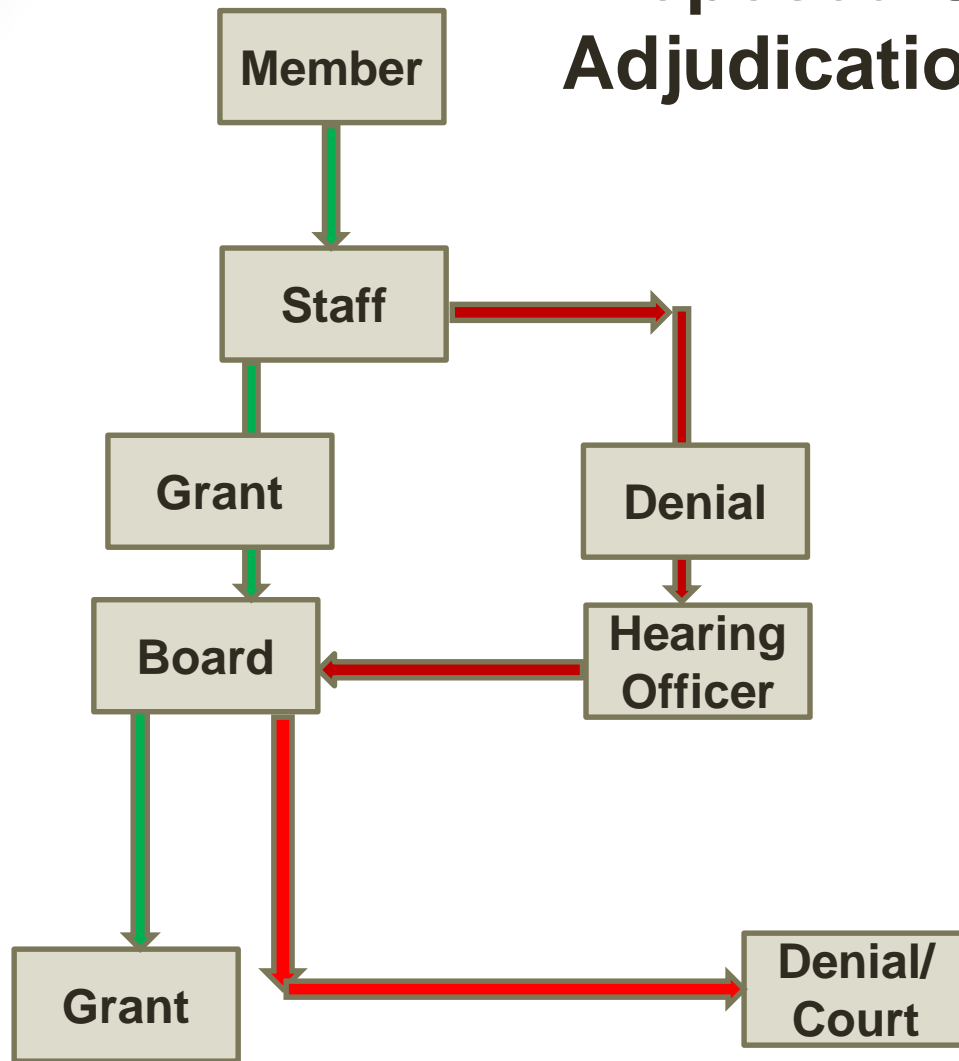 Adjudicatio
Member
Staff
Grant
Denial
Board
Hearing
Officer
Grant
Denial/
Court